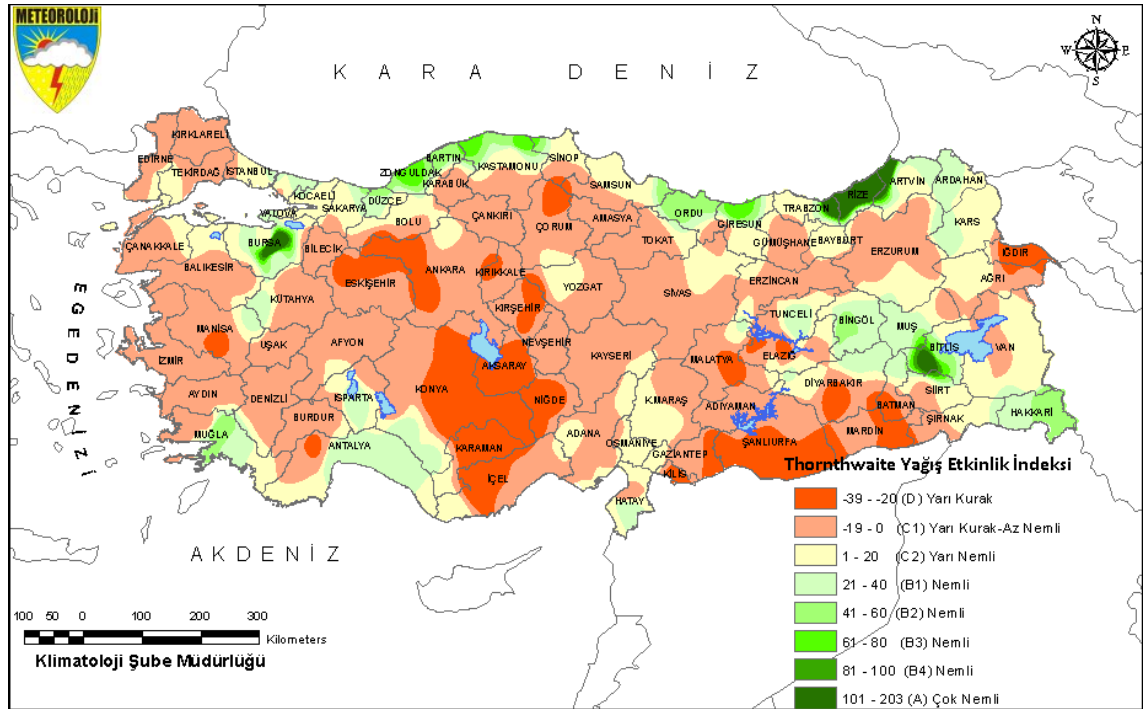 METEOROLOJİ
N
W E
S
K A R A D E N İ Z
KIRKLARELİ
EDİRNE
TEKİRDAĞ
İSTANBUL
KOCAELİ
YALOVA
SAKARYA
DÜZCE
ZONGULDAK
BARTIN
KARABÜK
KASTAMONU
SİNOP
SAMSUN
ORDU
GİRESUN
TRABZON
RİZE
ARTVİN
ARDAHAN
KARS
ÇANAKKALE
BURSA
BİLECİK
BOLU
ÇANKIRI
ÇORUM
AMASYA
TOKAT
GÜMÜŞHANE
BAYBURT
ERZURUM
IĞDIR
AĞRI
BALIKESİR
KÜTAHYA
ESKİŞEHİR
ANKARA
KIRIKKALE
YOZGAT
SİVAS
ERZİNCAN
TUNCELİ
BİNGÖL
MUŞ
BİTLİS
VAN
MANİSA
UŞAK
AFYON
KIRŞEHİR
NEVŞEHİR
KAYSERİ
MALATYA
ELAZIĞ
DİYARBAKIR
SİİRT
İZMİR
AYDIN
DENİZLİ
BURDUR
ISPARTA
KONYA
AKSARAY
NİĞDE
K.MARAŞ
ADIYAMAN
BATMAN
ŞIRNAK
HAKKARİ
MUĞLA
ANTALYA
KARAMAN
İÇEL
ADANA
OSMANİYE
GAZİANTEP
KİLİS
ŞANLIURFA
MARDİN
HATAY
E G E D E N İ Z İ
A K D E N İ Z
Thornthwaite Yağış Etkinlik İndeksi
-39 - -20 (D) Yarı Kurak
-19 - 0 (C1) Yarı Kurak-Az Nemli
1 - 20 (C2) Yarı Nemli
21 - 40 (B1) Nemli
41 - 60 (B2) Nemli
61 - 80 (B3) Nemli
81 - 100 (B4) Nemli
101 - 203 (A) Çok Nemli
100 50 0 100 200 300
Kilometers
Klimatoloji Şube Müdürlüğü